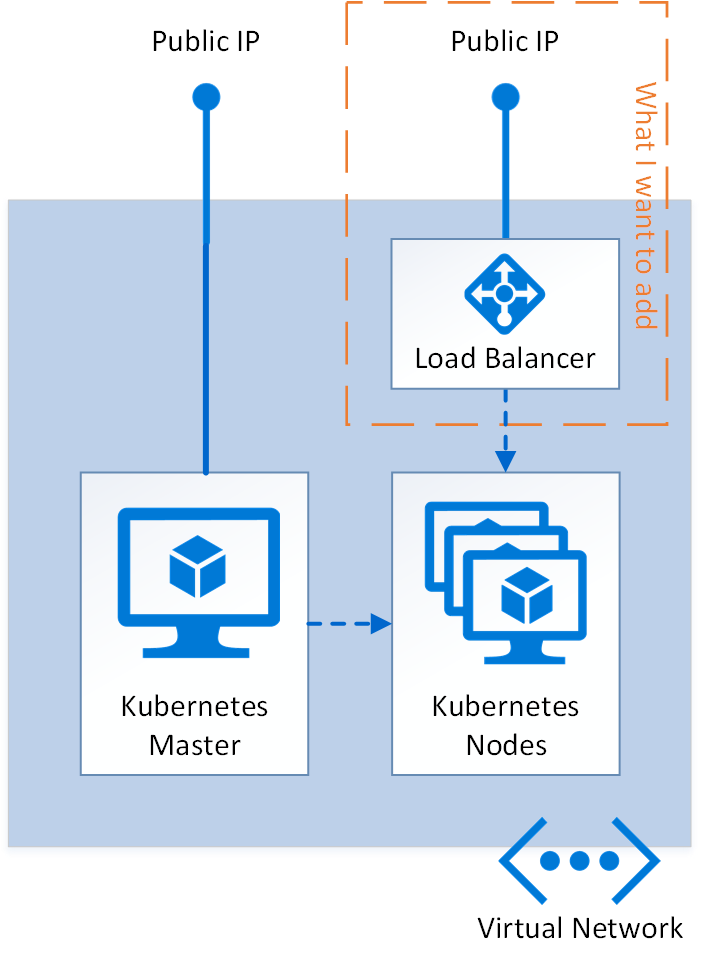 Public IP
Public IP
What I want to add
Load Balancer
Kubernetes
Master
Kubernetes
Nodes
Virtual Network